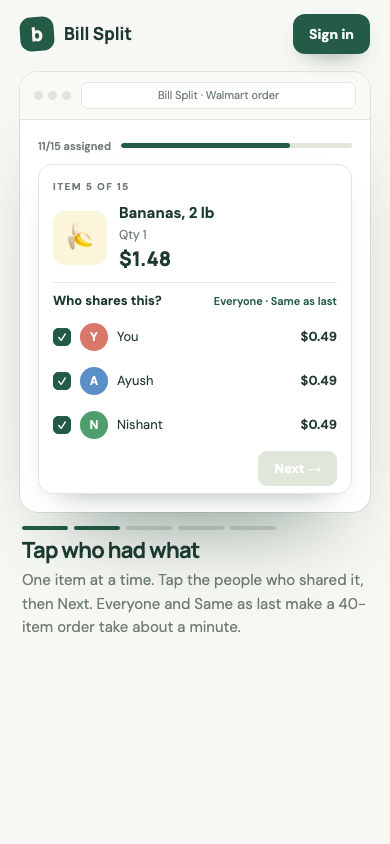 b Bill Split Sign in
Bill Split · Walmart order
11/15 assigned
ITEM 5 OF 15
Bananas, 2 lb
Qty 1
$1.48
Who shares this? Everyone · Same as last
Y You $0.49
A Ayush $0.49
N Nishant $0.49
Next →
Tap who had what
One item at a time. Tap the people who shared it,
then Next. Everyone and Same as last make a 40-
item order take about a minute.